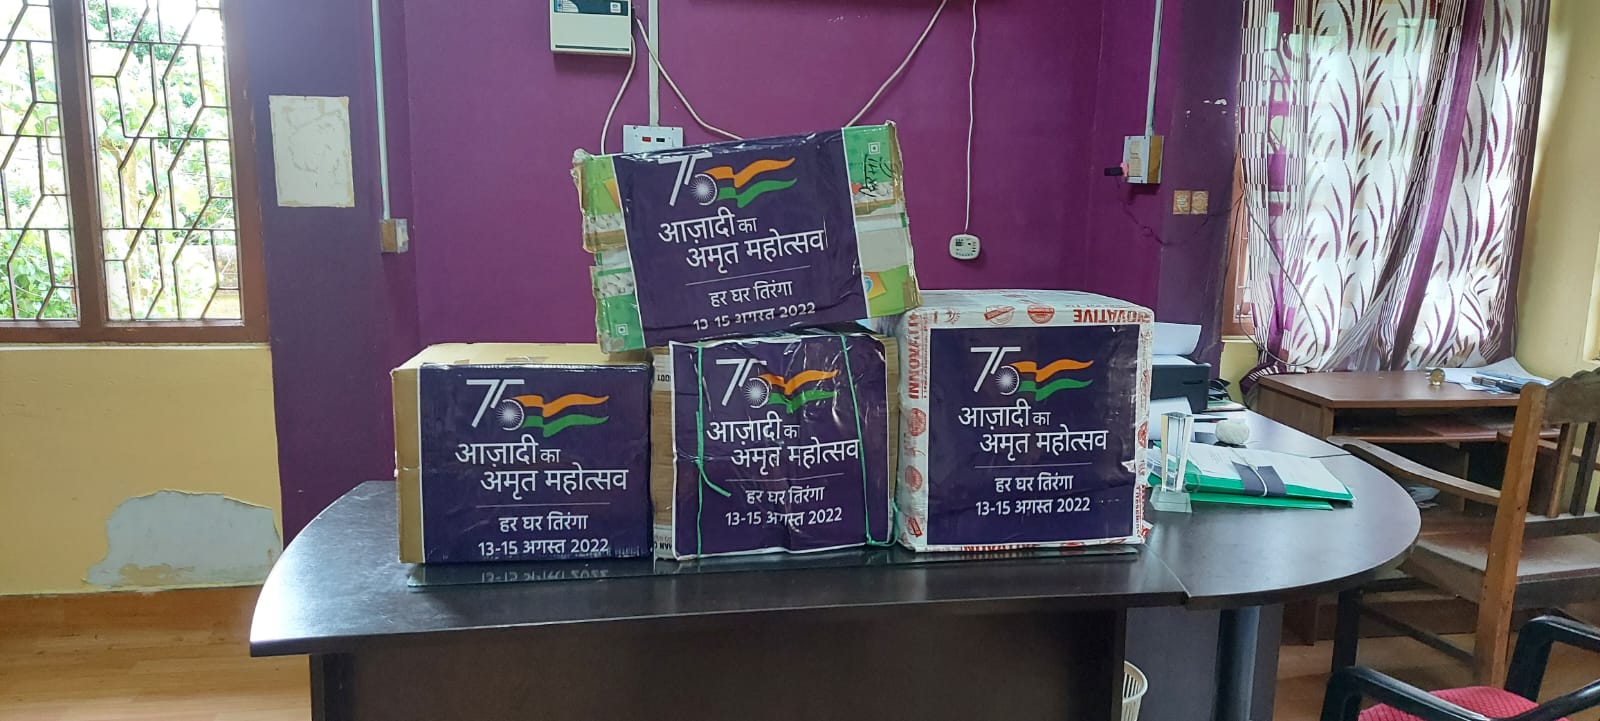 75
आज़ादी का
अमृत महोत्सव
हर घर तिरंगा
13-15 अगस्त 2022
75
आज़ादी का
अमृत महोत्सव
हर घर तिरंगा
13-15 अगस्त 2022
75
आज़ादी का
अमृत महोत्सव
हर घर तिरंगा
13-15 अगस्त 2022
NOVATIVE
75
आज़ादी का
अमृत महोत्सव
हर घर तिरंगा
13-15 अगस्त 2022